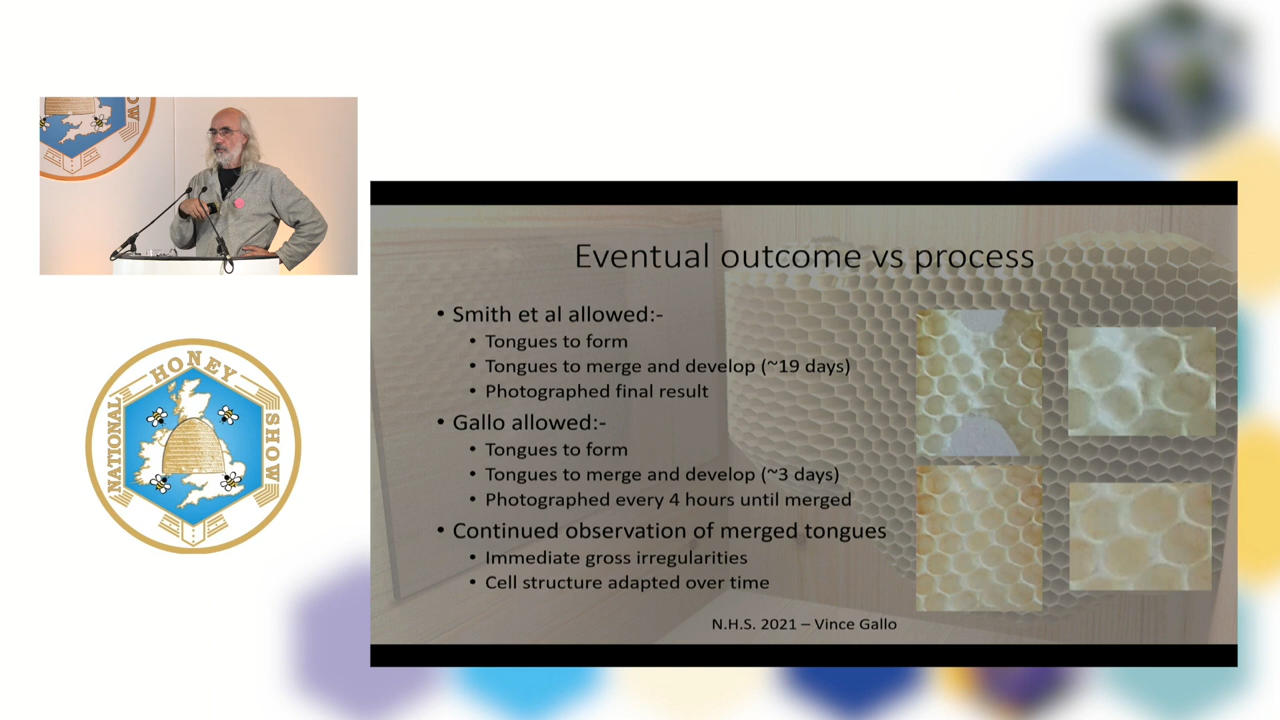 Eventual outcome vs process
• Smith et al allowed:-
• Tongues to form
• Tongues to merge and develop (~19 days)
• Photographed final result
• Gallo allowed:-
• Tongues to form
• Tongues to merge and develop (~3 days)
• Photographed every 4 hours until merged
• Continued observation of merged tongues
• Immediate gross irregularities
• Cell structure adapted over time
N.H.S. 2021 – Vince Gallo
NATIONAL
HONEY
SHOW
OW